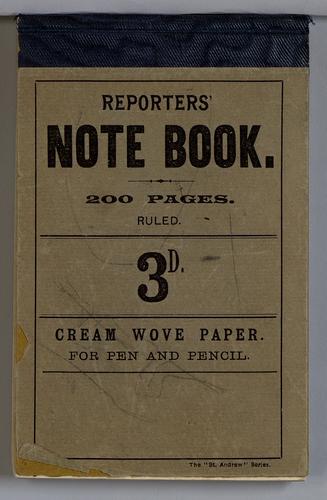 REPORTERS'
NOTE BOOK.
200 PAGES.
RULED.
3D.
CREAM WOVE PAPER.
FOR PEN AND PENCIL.
The "St. Andrew" Series.